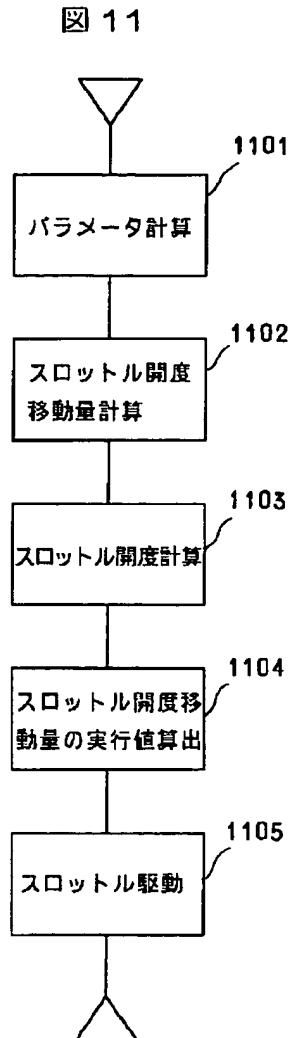 図 11
1101
パラメータ計算
1102
スロットル開度
移動量計算
1103
スロットル開度計算
1104
スロットル開度移
動量の実行値算出
1105
スロットル駆動